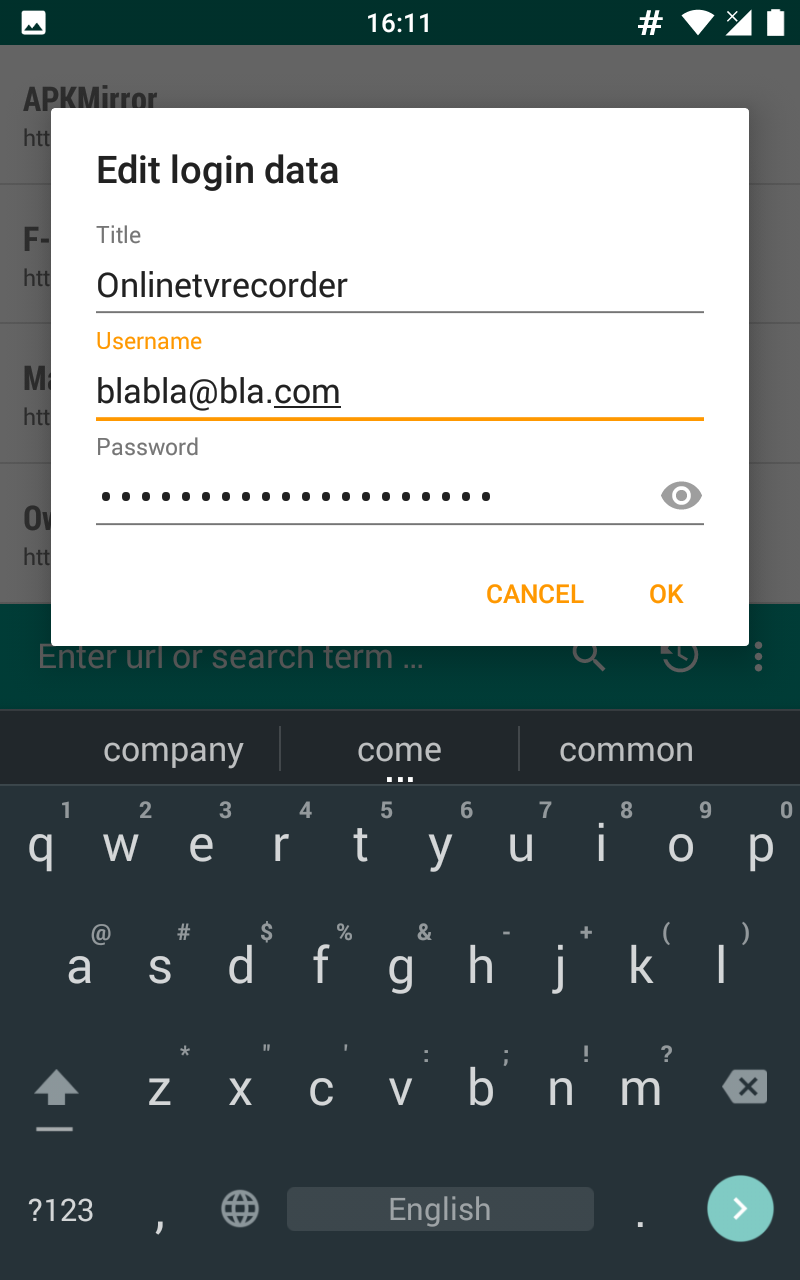 16:11 #
APKMirror
htt
Edit login data
Title
Onlinetvrecorder
F-
htt
Username
blabla@bla.com
Ma
htt
Password
••••••••••••••••••••
Ow
htt
CANCEL OK
Enter url or search term ...
company come common
1 2 3 4 5 6 7 8 9 0
q w e r t y u i o p
@ # $ % & - + ( )
a s d f g h j k l
* " ' : ; ! ?
z x c v b n m
?123 , English .